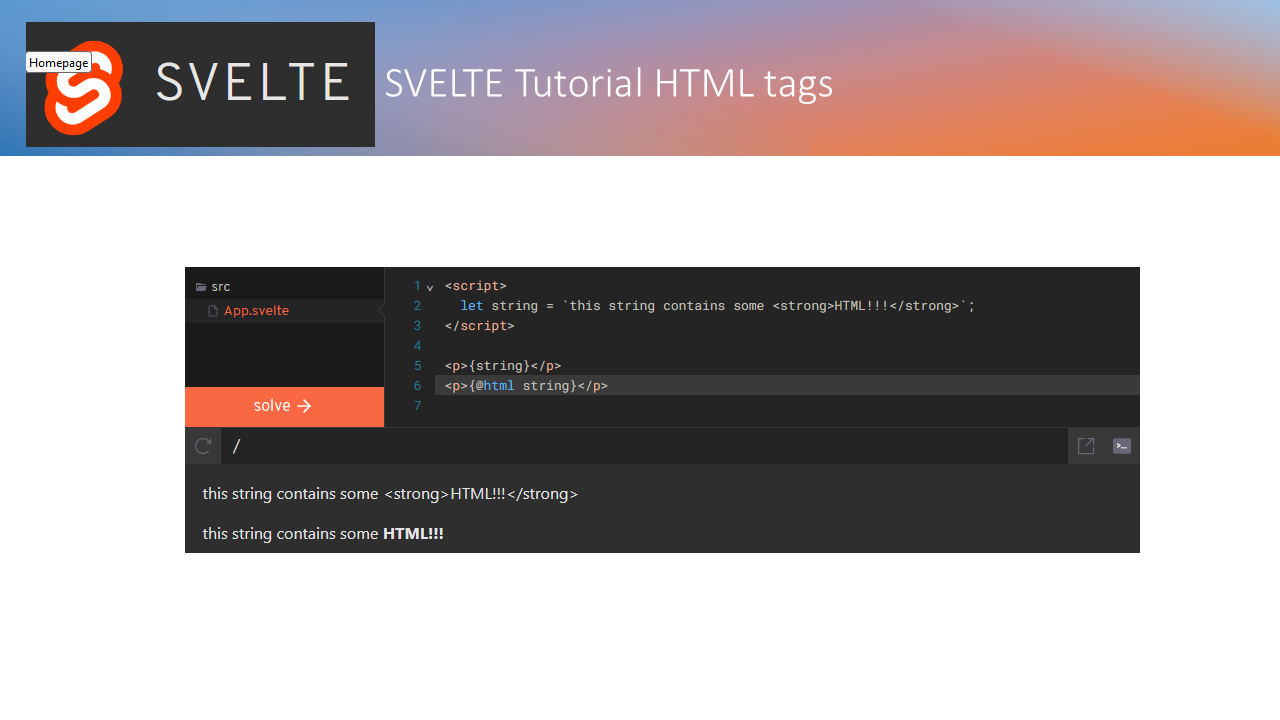 Homepage
SVELTE
SVELTE Tutorial HTML tags
src
App.svelte
solve →
1 <script>
2 let string = `this string contains some <strong>HTML!!!</strong>`;
3 </script>
4
5 <p>{string}</p>
6 <p>{@html string}</p>
7
/
this string contains some <strong>HTML!!!</strong>
this string contains some HTML!!!